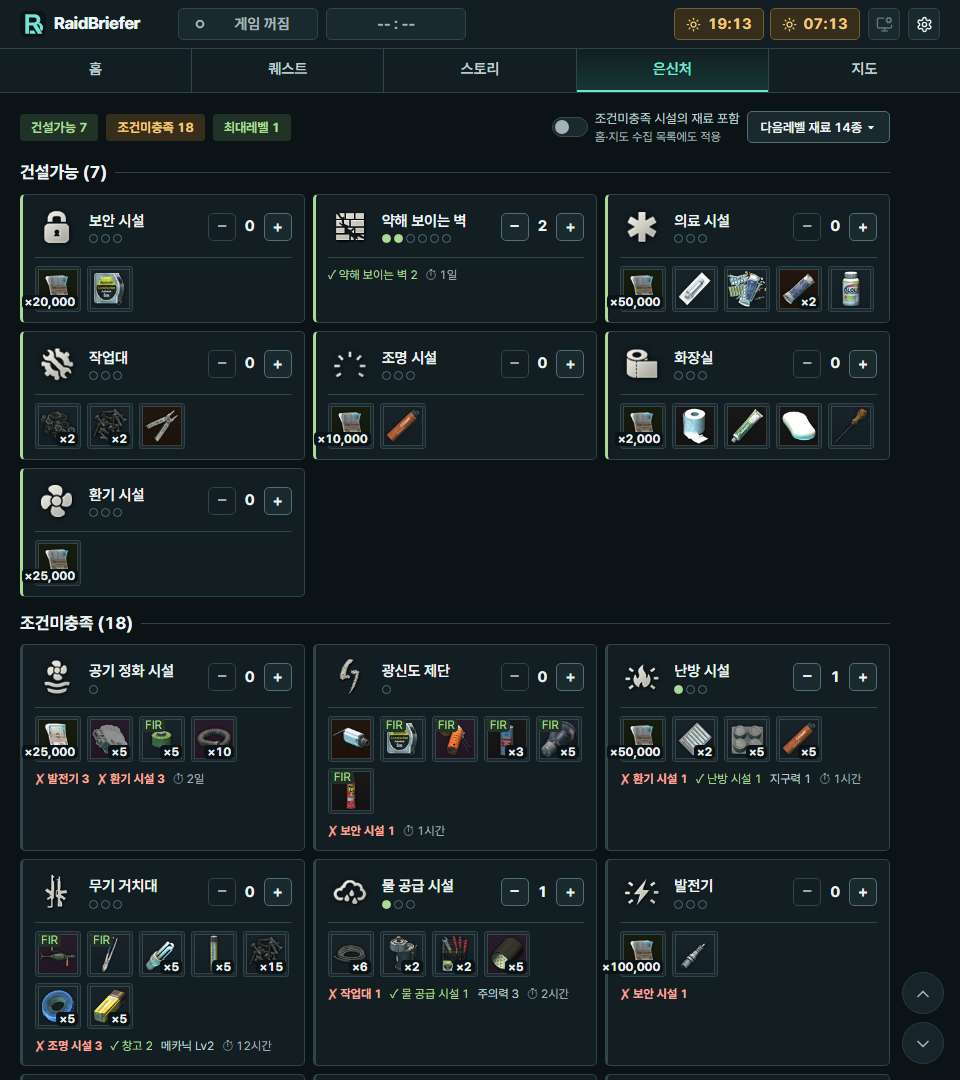 RaidBriefer
게임 꺼짐
-- : --
19:13
07:13
홈
퀘스트
스토리
은신처
지도
건설가능 7
조건미충족 18
최대레벨 1
조건미충족 시설의 재료 포함
홈·지도 수집 목록에도 적용
다음레벨 재료 14종
건설가능 (7)
보안 시설
− 0 +
×20,000
약해 보이는 벽
− 2 +
✓ 약해 보이는 벽 2 ⏱ 1일
의료 시설
− 0 +
×50,000
×2
작업대
− 0 +
×2
×2
조명 시설
− 0 +
×10,000
화장실
− 0 +
×2,000
환기 시설
− 0 +
×25,000
조건미충족 (18)
공기 정화 시설
− 0 +
×25,000
×5
FIR ×5
×10
✗ 발전기 3 ✗ 환기 시설 3 ⏱ 2일
광신도 제단
− 0 +
FIR
FIR
FIR ×3
FIR ×5
FIR
✗ 보안 시설 1 ⏱ 1시간
난방 시설
− 1 +
×50,000
×2
×5
×5
✗ 환기 시설 1 ✓ 난방 시설 1 지구력 1 ⏱ 1시간
무기 거치대
− 0 +
FIR
FIR
×5
×5
×15
×5
×5
✗ 조명 시설 3 ✓ 창고 2 메카닉 Lv2 ⏱ 12시간
물 공급 시설
− 1 +
×6
×2
×2
×5
✗ 작업대 1 ✓ 물 공급 시설 1 주의력 3 ⏱ 2시간
발전기
− 0 +
×100,000
✗ 보안 시설 1